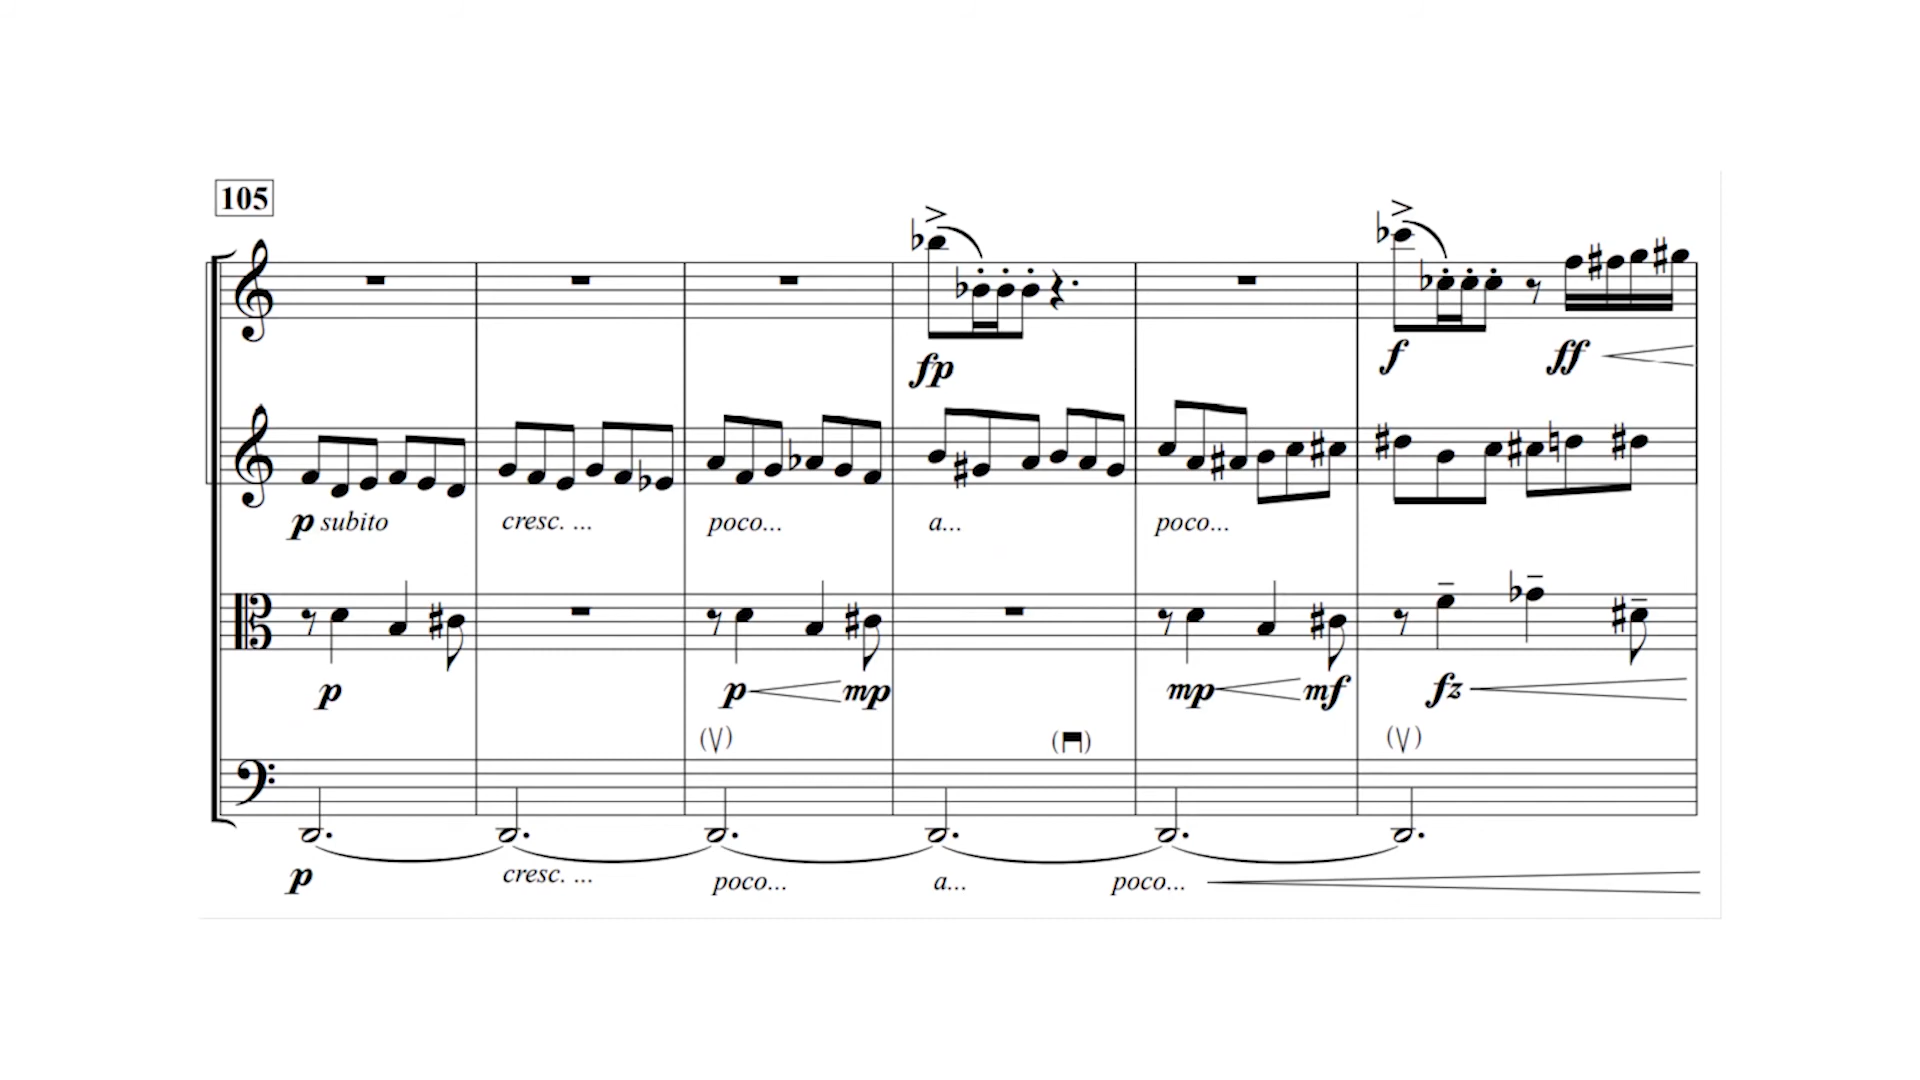 105
fp
f
ff
p subito
cresc. ...
poco...
a...
poco...
p
p
mp
mp
mf
fz
(V)
(V)
p
cresc. ...
poco...
a...
poco...